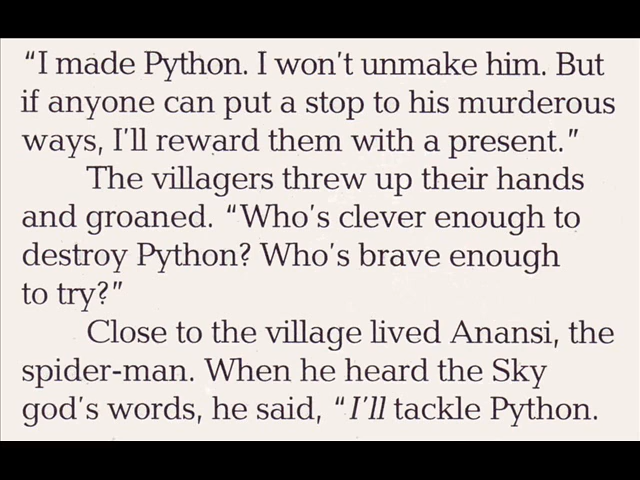 “I made Python. I won’t unmake him. But
if anyone can put a stop to his murderous
ways, I’ll reward them with a present.”
The villagers threw up their hands
and groaned. “Who’s clever enough to
destroy Python? Who’s brave enough
to try?”
Close to the village lived Anansi, the
spider-man. When he heard the Sky
god’s words, he said, “I’ll tackle Python.